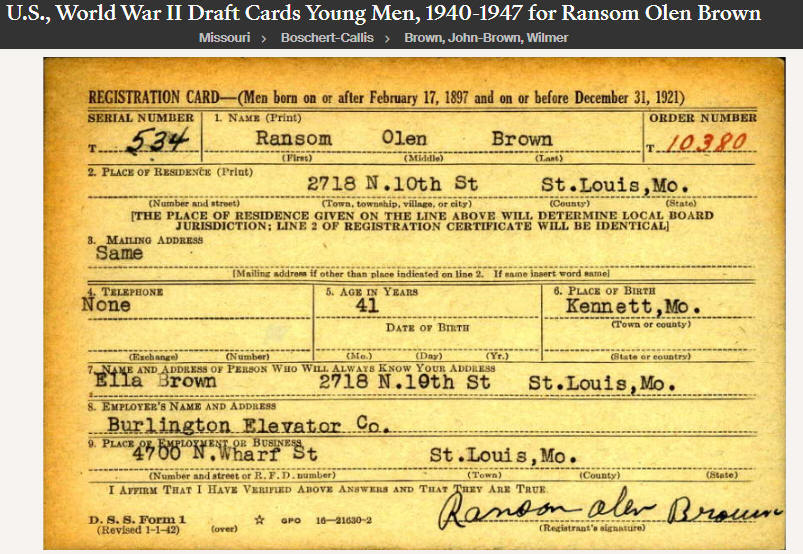 U.S., World War II Draft Cards Young Men, 1940-1947 for Ransom Olen Brown
Missouri > Boschert-Callis > Brown, John-Brown, Wilmer
REGISTRATION CARD—(Men born on or after February 17, 1897 and on or before December 31, 1921)
SERIAL NUMBER 1. NAME (Print) ORDER NUMBER
T 534 Ransom Olen Brown T 10380
(First) (Middle) (Last)
2. PLACE OF RESIDENCE (Print)
2718 N.10th St St.Louis,Mo.
(Number and street) (Town, township, village, or city) (County) (State)
[THE PLACE OF RESIDENCE GIVEN ON THE LINE ABOVE WILL DETERMINE LOCAL BOARD
JURISDICTION; LINE 2 OF REGISTRATION CERTIFICATE WILL BE IDENTICAL]
3. MAILING ADDRESS
Same
[Mailing address if other than place indicated on line 2. If same insert word same]
4. TELEPHONE 5. AGE IN YEARS 6. PLACE OF BIRTH
None 41 Kennett,Mo.
(Town or county)
DATE OF BIRTH
(Exchange) (Number) (Mo.) (Day) (Yr.) (State or country)
7. NAME AND ADDRESS OF PERSON WHO WILL ALWAYS KNOW YOUR ADDRESS
Ella Brown 2718 N.10th St St.Louis,Mo.
8. EMPLOYER'S NAME AND ADDRESS
Burlington Elevator Co.
9. PLACE OF EMPLOYMENT OR BUSINESS
4700 N.Wharf St St.Louis,Mo.
(Number and street or R. F. D. number) (Town) (County) (State)
I AFFIRM THAT I HAVE VERIFIED ABOVE ANSWERS AND THAT THEY ARE TRUE.
D. S. S. Form 1 Ransom Olen Brown
(Revised 1-1-42) (over) ☆ GPO 16—21630-2 (Registrant's signature)